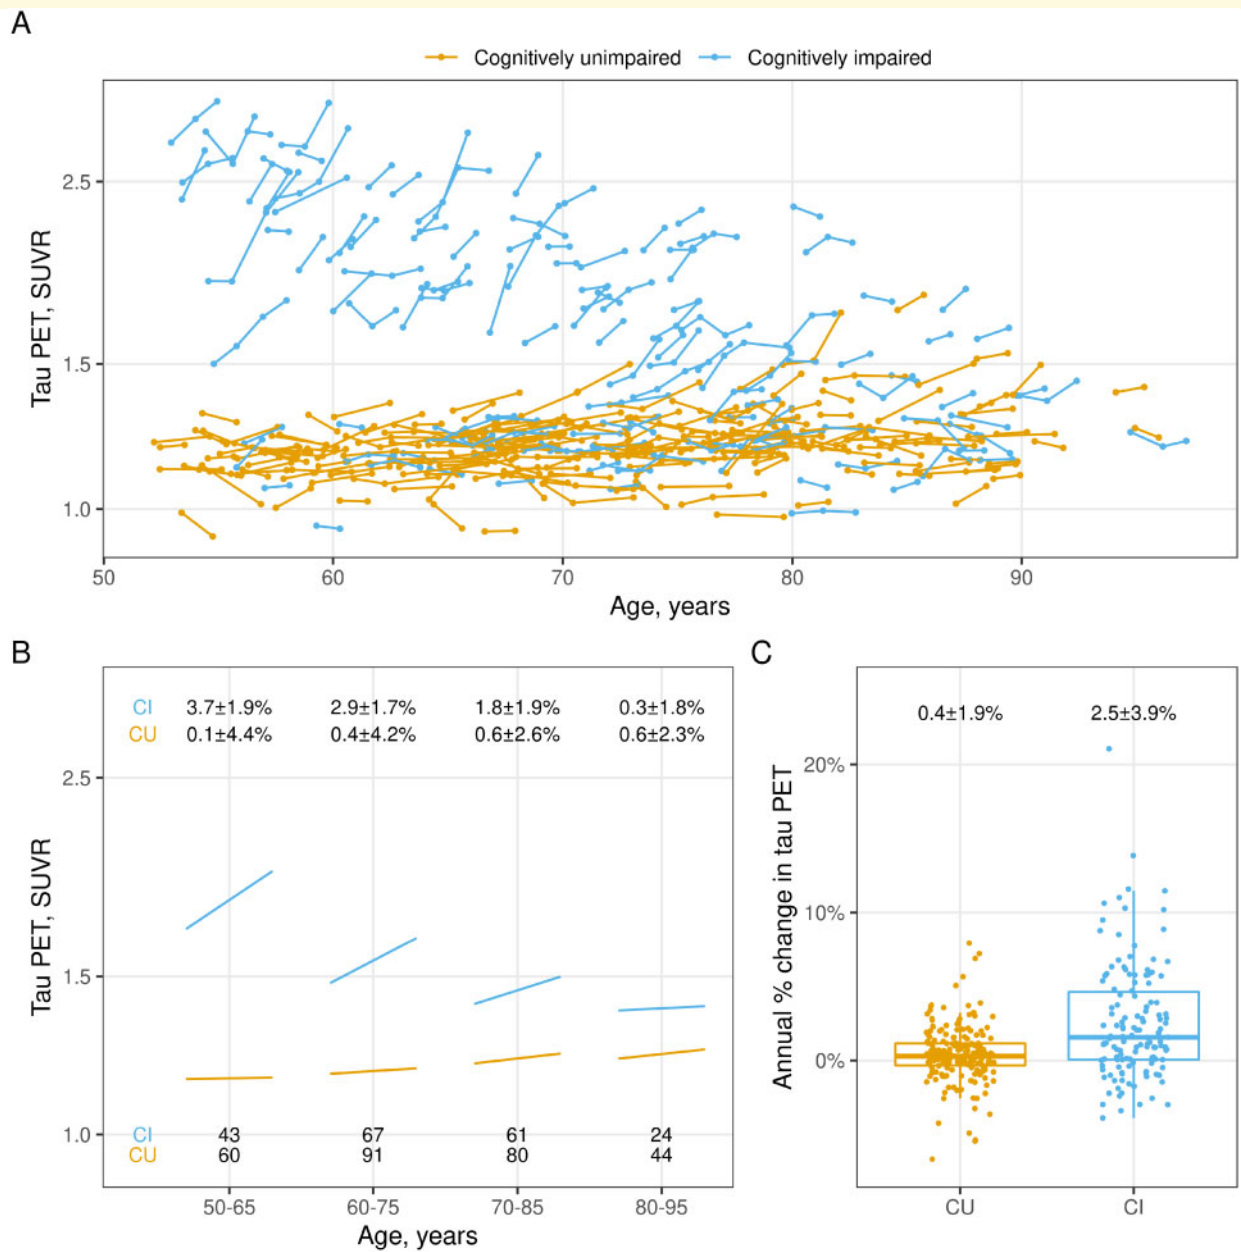 A
Cognitively unimpaired Cognitively impaired
Tau PET, SUVR
2.5
1.5
1.0
50 60 70 80 90
Age, years
B
CI 3.7±1.9% 2.9±1.7% 1.8±1.9% 0.3±1.8%
CU 0.1±4.4% 0.4±4.2% 0.6±2.6% 0.6±2.3%
Tau PET, SUVR
2.5
1.5
1.0
CI 43 67 61 24
CU 60 91 80 44
50-65 60-75 70-85 80-95
Age, years
C
0.4±1.9% 2.5±3.9%
Annual % change in tau PET
20%
10%
0%
CU CI